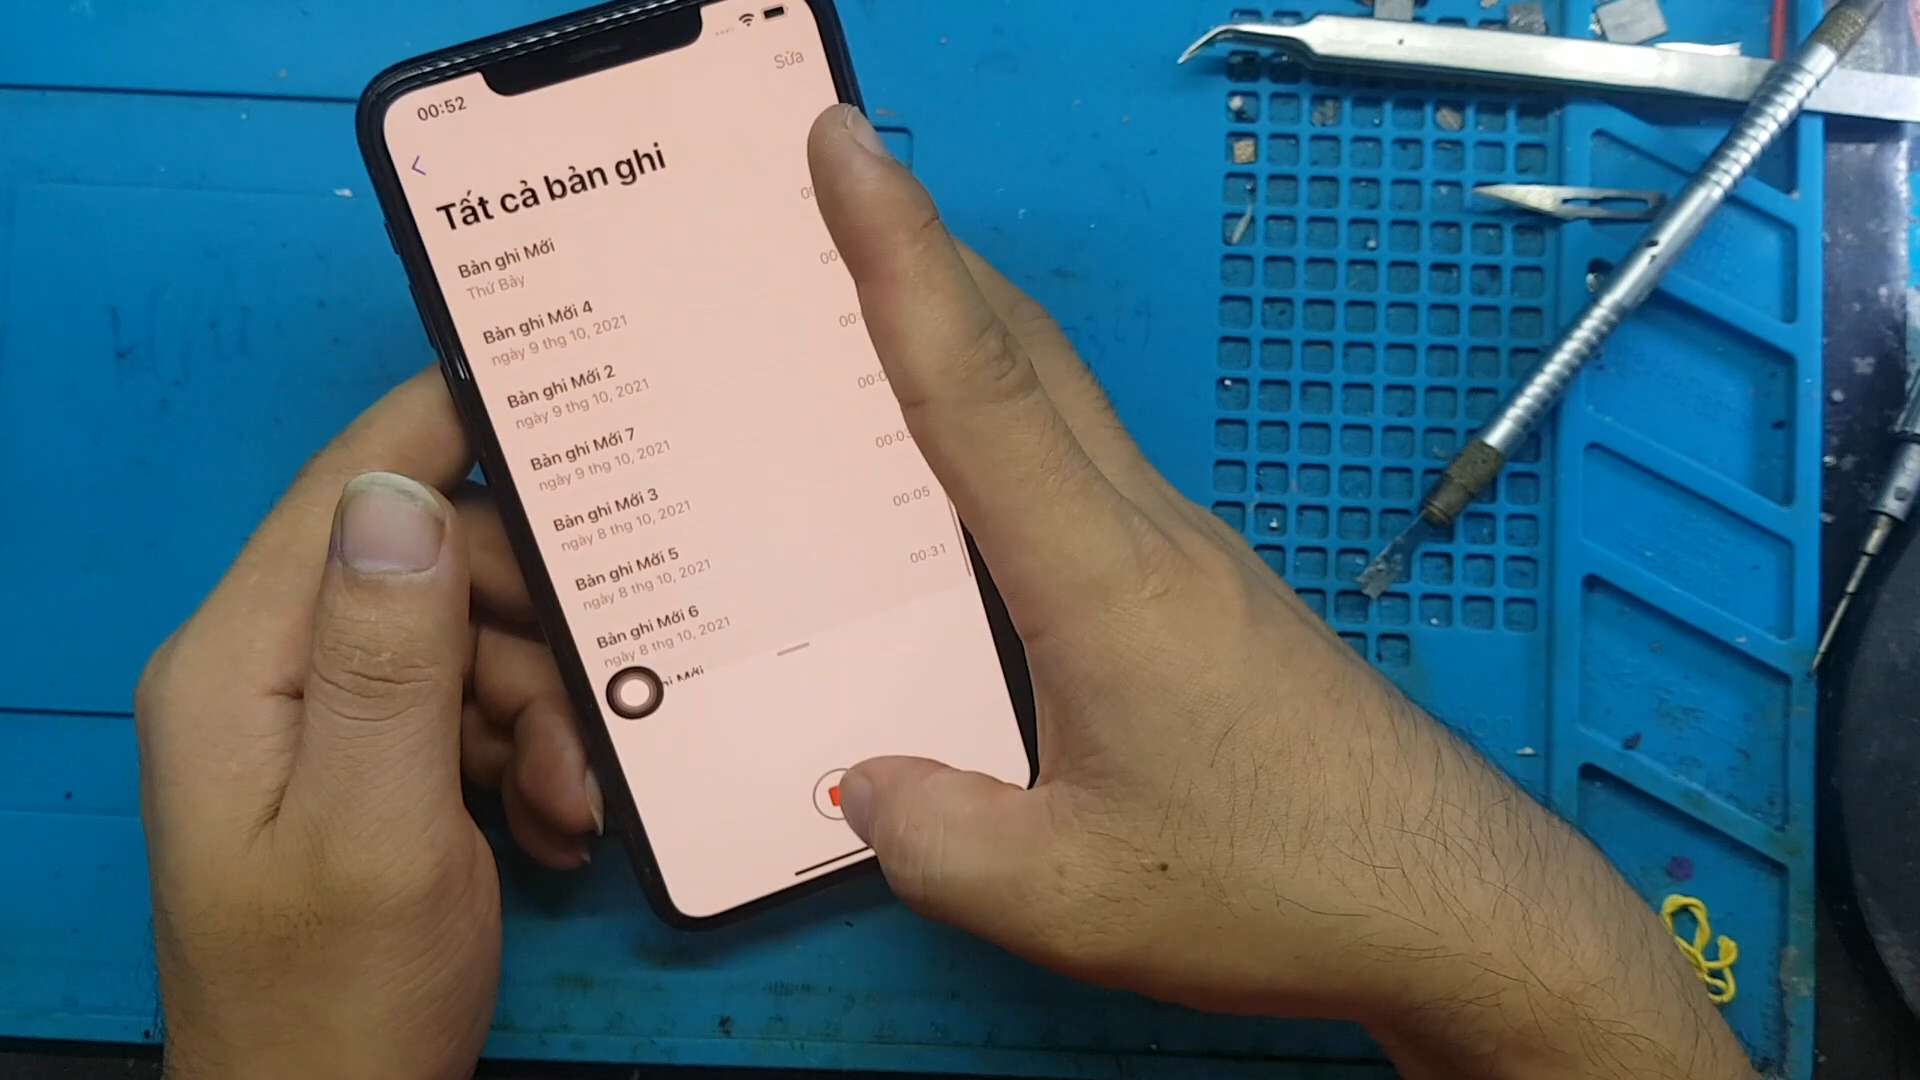 00:52
Sửa
Tất cả bản ghi
Bản ghi Mới
Thứ Bảy
Bản ghi Mới 4
ngày 9 thg 10, 2021
Bản ghi Mới 2
ngày 9 thg 10, 2021
Bản ghi Mới 7
ngày 9 thg 10, 2021
Bản ghi Mới 3
ngày 8 thg 10, 2021
00:05
Bản ghi Mới 5
ngày 8 thg 10, 2021
00:31
Bản ghi Mới 6
ngày 8 thg 10, 2021